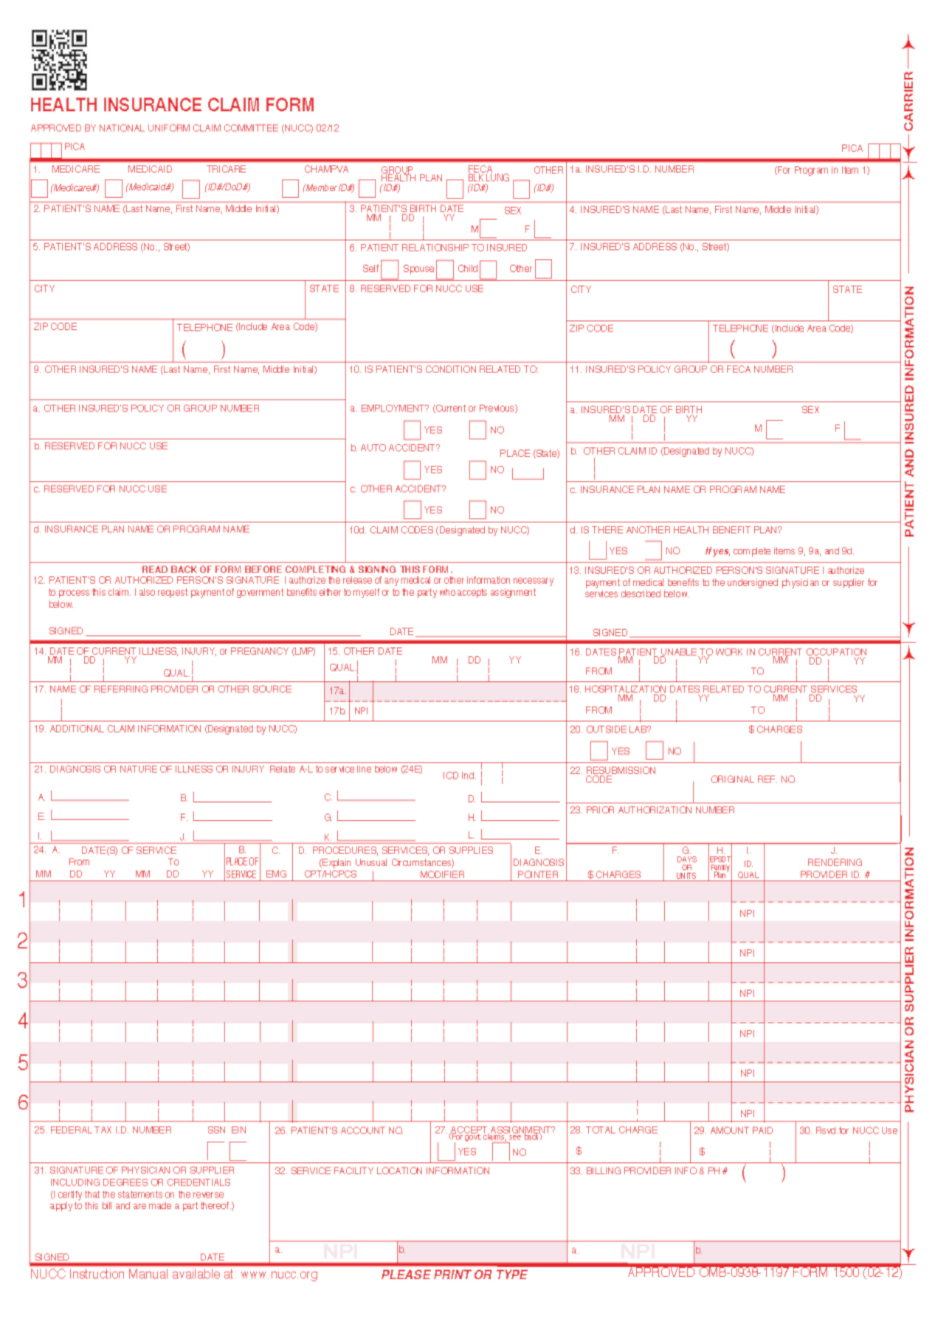 HEALTH INSURANCE CLAIM FORM
APPROVED BY NATIONAL UNIFORM CLAIM COMMITTEE (NUCC) 02/12
PICA
PICA
CARRIER
1. MEDICARE MEDICAID TRICARE CHAMPVA GROUP HEALTH PLAN FECA BLK LUNG OTHER
(Medicare#) (Medicaid#) (ID#/DoD#) (Member ID#) (ID#) (ID#) (ID#)
1a. INSURED'S I.D. NUMBER (For Program in Item 1)
2. PATIENT'S NAME (Last Name, First Name, Middle Initial)
3. PATIENT'S BIRTH DATE SEX
MM DD YY M F
4. INSURED'S NAME (Last Name, First Name, Middle Initial)
5. PATIENT'S ADDRESS (No., Street)
6. PATIENT RELATIONSHIP TO INSURED
Self Spouse Child Other
7. INSURED'S ADDRESS (No., Street)
CITY STATE
8. RESERVED FOR NUCC USE
CITY STATE
ZIP CODE TELEPHONE (Include Area Code)
( )
ZIP CODE TELEPHONE (Include Area Code)
( )
9. OTHER INSURED'S NAME (Last Name, First Name, Middle Initial)
10. IS PATIENT'S CONDITION RELATED TO:
11. INSURED'S POLICY GROUP OR FECA NUMBER
a. OTHER INSURED'S POLICY OR GROUP NUMBER
a. EMPLOYMENT? (Current or Previous)
YES NO
a. INSURED'S DATE OF BIRTH SEX
MM DD YY M F
b. RESERVED FOR NUCC USE
b. AUTO ACCIDENT? PLACE (State)
YES NO
b. OTHER CLAIM ID (Designated by NUCC)
c. RESERVED FOR NUCC USE
c. OTHER ACCIDENT?
YES NO
c. INSURANCE PLAN NAME OR PROGRAM NAME
d. INSURANCE PLAN NAME OR PROGRAM NAME
10d. CLAIM CODES (Designated by NUCC)
d. IS THERE ANOTHER HEALTH BENEFIT PLAN?
YES NO If yes, complete items 9, 9a, and 9d.
PATIENT AND INSURED INFORMATION
READ BACK OF FORM BEFORE COMPLETING & SIGNING THIS FORM.
12. PATIENT'S OR AUTHORIZED PERSON'S SIGNATURE I authorize the release of any medical or other information necessary
to process this claim. I also request payment of government benefits either to myself or to the party who accepts assignment
below.
SIGNED DATE
13. INSURED'S OR AUTHORIZED PERSON'S SIGNATURE I authorize
payment of medical benefits to the undersigned physician or supplier for
services described below.
SIGNED
14. DATE OF CURRENT ILLNESS, INJURY, or PREGNANCY (LMP)
MM DD YY
QUAL.
15. OTHER DATE
QUAL. MM DD YY
16. DATES PATIENT UNABLE TO WORK IN CURRENT OCCUPATION
MM DD YY MM DD YY
FROM TO
17. NAME OF REFERRING PROVIDER OR OTHER SOURCE
17a.
17b. NPI
18. HOSPITALIZATION DATES RELATED TO CURRENT SERVICES
MM DD YY MM DD YY
FROM TO
19. ADDITIONAL CLAIM INFORMATION (Designated by NUCC)
20. OUTSIDE LAB? $ CHARGES
YES NO
21. DIAGNOSIS OR NATURE OF ILLNESS OR INJURY Relate A-L to service line below (24E)
ICD Ind.
A. B. C. D.
E. F. G. H.
I. J. K. L.
22. RESUBMISSION
CODE ORIGINAL REF. NO.
23. PRIOR AUTHORIZATION NUMBER
24. A. DATE(S) OF SERVICE B. C. D. PROCEDURES, SERVICES, OR SUPPLIES E. F. G. H. I. J.
From To PLACE OF (Explain Unusual Circumstances) DIAGNOSIS DAYS OR UNITS EPSDT Family Plan ID. RENDERING
MM DD YY MM DD YY SERVICE EMG CPT/HCPCS MODIFIER POINTER $ CHARGES QUAL. PROVIDER ID. #
1
NPI
2
NPI
3
NPI
4
NPI
5
NPI
6
NPI
PHYSICIAN OR SUPPLIER INFORMATION
25. FEDERAL TAX I.D. NUMBER SSN EIN
26. PATIENT'S ACCOUNT NO.
27. ACCEPT ASSIGNMENT?
(For govt. claims, see back)
YES NO
28. TOTAL CHARGE
$
29. AMOUNT PAID
$
30. Rsvd for NUCC Use
31. SIGNATURE OF PHYSICIAN OR SUPPLIER
INCLUDING DEGREES OR CREDENTIALS
(I certify that the statements on the reverse
apply to this bill and are made a part thereof.)
SIGNED DATE
32. SERVICE FACILITY LOCATION INFORMATION
a. NPI b.
33. BILLING PROVIDER INFO & PH # ( )
a. NPI b.
NUCC Instruction Manual available at: www.nucc.org
PLEASE PRINT OR TYPE
APPROVED OMB-0938-1197 FORM 1500 (02-12)